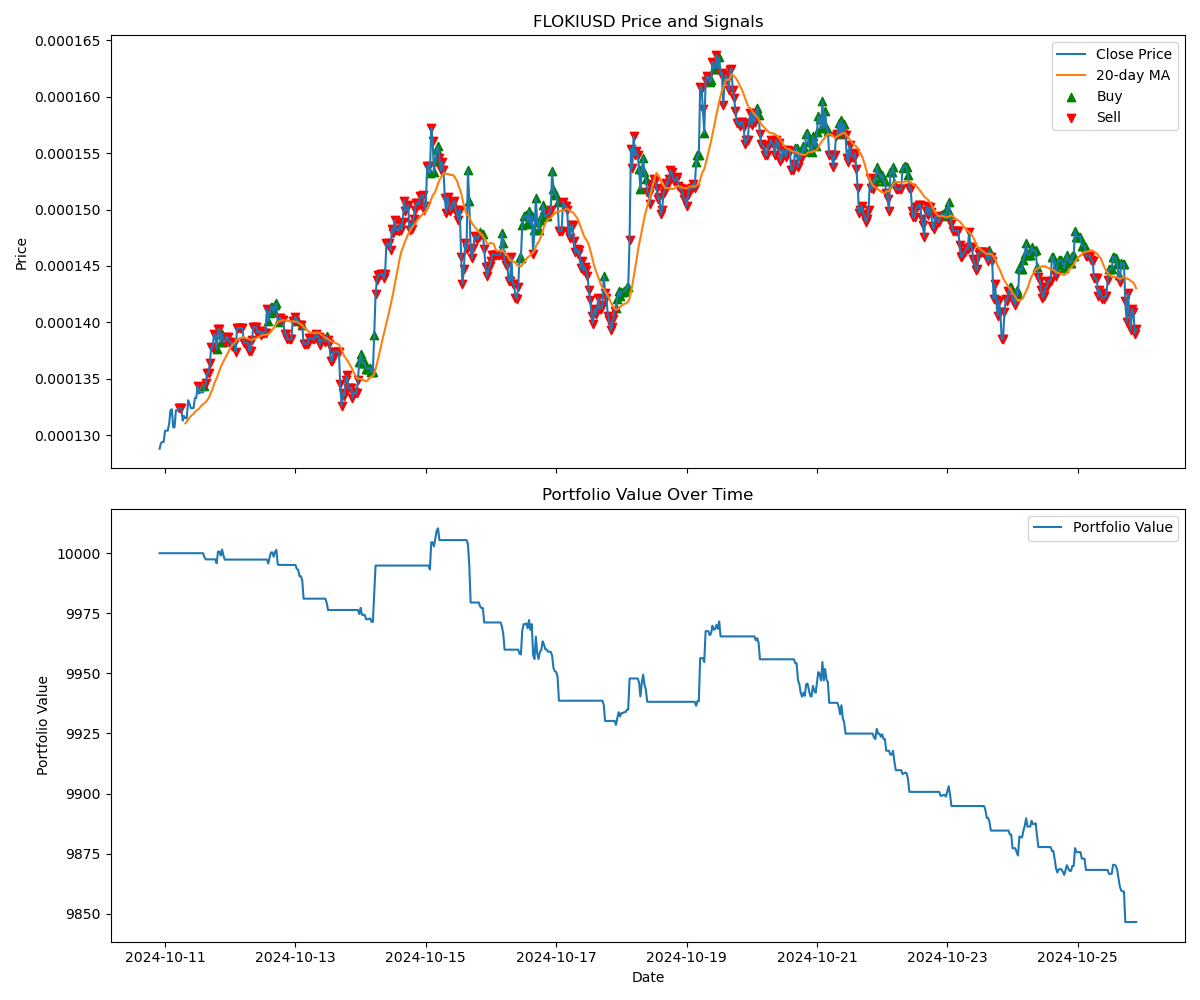 FLOKIUSD Price and Signals
Price
0.000165
0.000160
0.000155
0.000150
0.000145
0.000140
0.000135
0.000130
Close Price
20-day MA
Buy
Sell
Portfolio Value Over Time
Portfolio Value
10000
9975
9950
9925
9900
9875
9850
Portfolio Value
2024-10-11
2024-10-13
2024-10-15
2024-10-17
2024-10-19
2024-10-21
2024-10-23
2024-10-25
Date